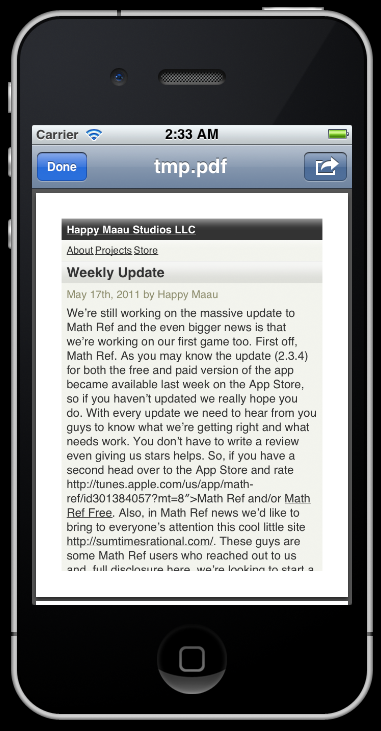 Carrier 2:33 AM
Done tmp.pdf
Happy Maau Studios LLC
About Projects Store
Weekly Update
May 17th, 2011 by Happy Maau
We're still working on the massive update to
Math Ref and the even bigger news is that
we're working on our first game too. First off,
Math Ref. As you may know the update (2.3.4)
for both the free and paid version of the app
became available last week on the App Store,
so if you haven't updated we really hope you
do. With every update we need to hear from you
guys to know what we're getting right and what
needs work. You don't have to write a review
even giving us stars helps. So, if you have a
second head over to the App Store and rate
http://tunes.apple.com/us/app/math-
ref/id301384057?mt=8″>Math Ref and/or Math
Ref Free. Also, in Math Ref news we'd like to
bring to everyone's attention this cool little site
http://sumtimesrational.com/. These guys are
some Math Ref users who reached out to us
and, full disclosure here, we're looking to start a